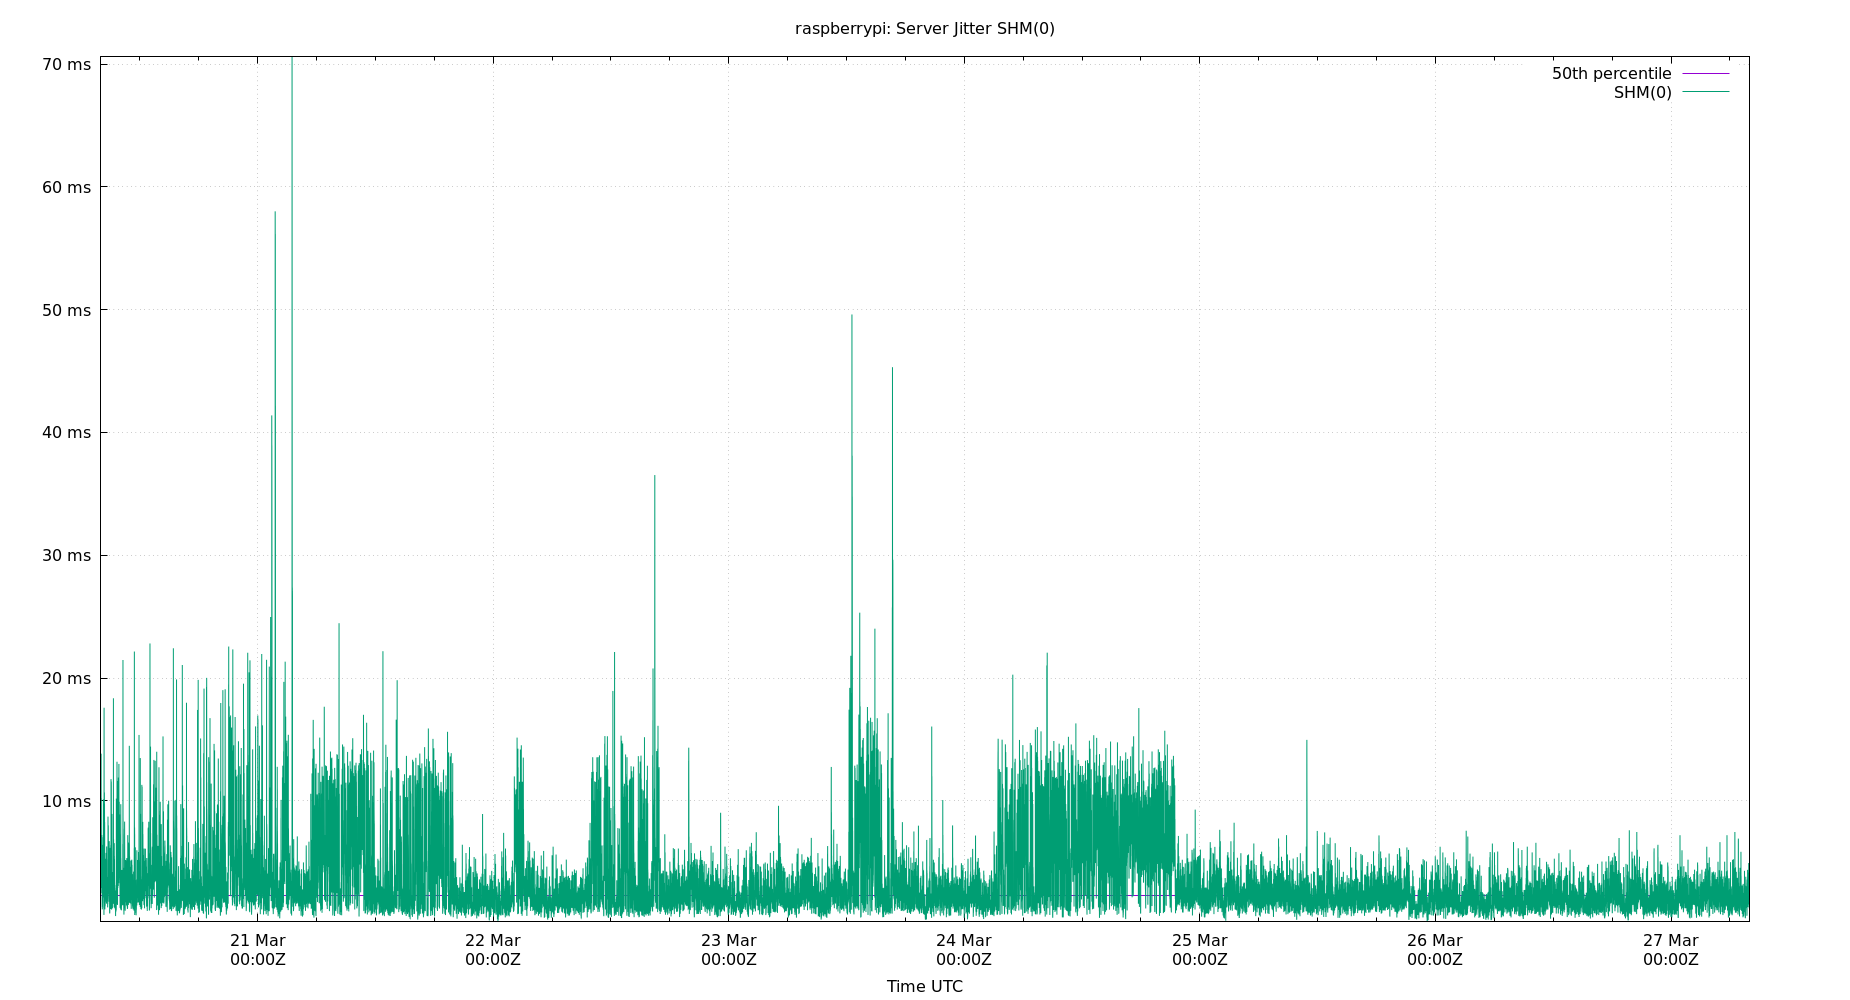 raspberrypi: Server Jitter SHM(0)
70 ms
60 ms
50 ms
40 ms
30 ms
20 ms
10 ms
50th percentile
SHM(0)
21 Mar
00:00Z
22 Mar
00:00Z
23 Mar
00:00Z
24 Mar
00:00Z
25 Mar
00:00Z
26 Mar
00:00Z
27 Mar
00:00Z
Time UTC